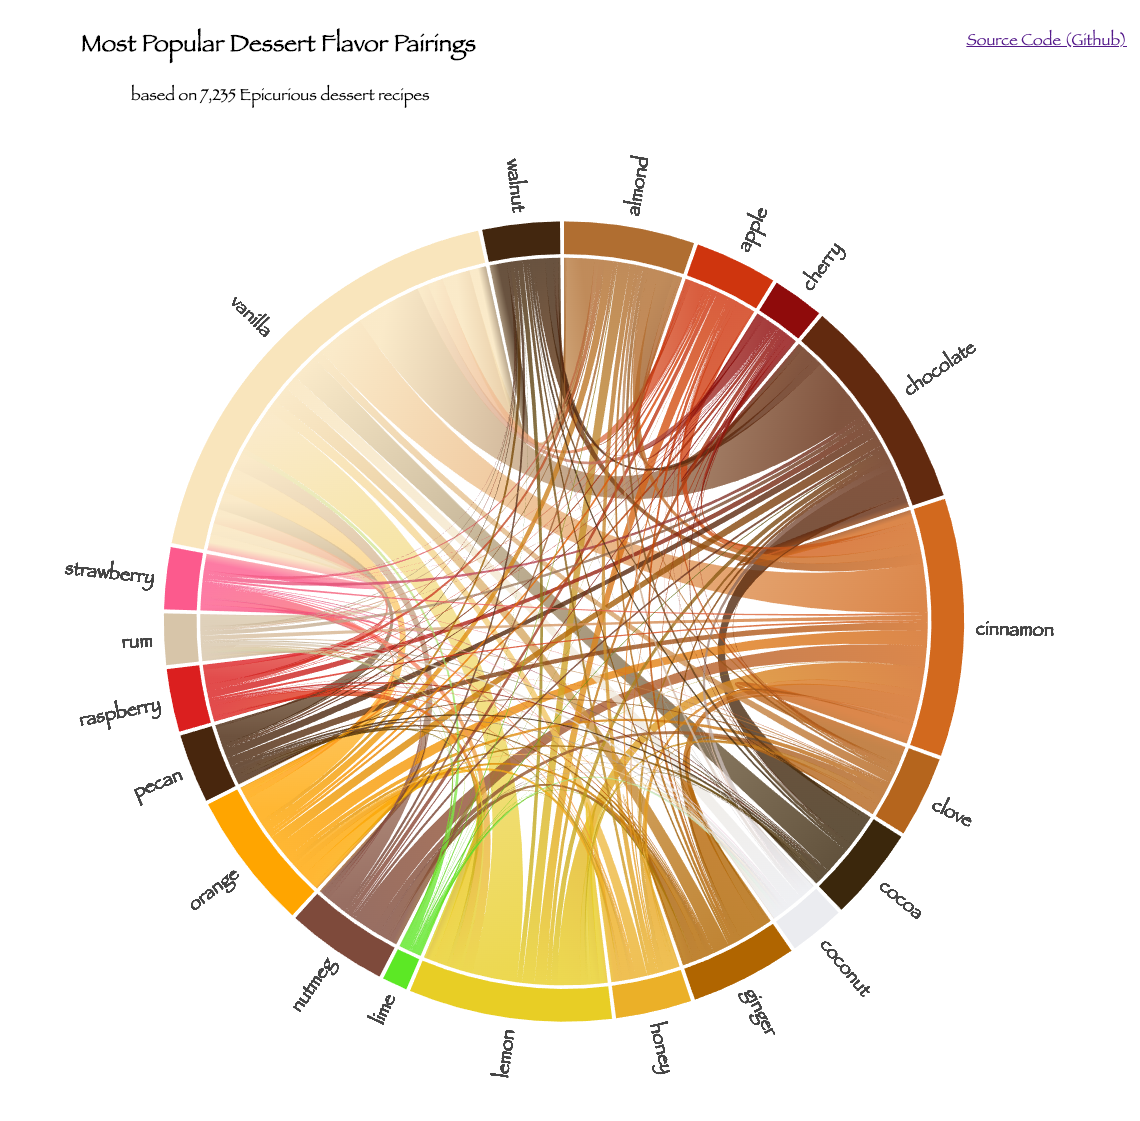 Most Popular Dessert Flavor Pairings
Source Code (Github)
based on 7,235 Epicurious dessert recipes
walnut
almond
apple
cherry
vanilla
chocolate
strawberry
rum
cinnamon
raspberry
pecan
clove
orange
cocoa
nutmeg
coconut
lime
ginger
lemon
honey